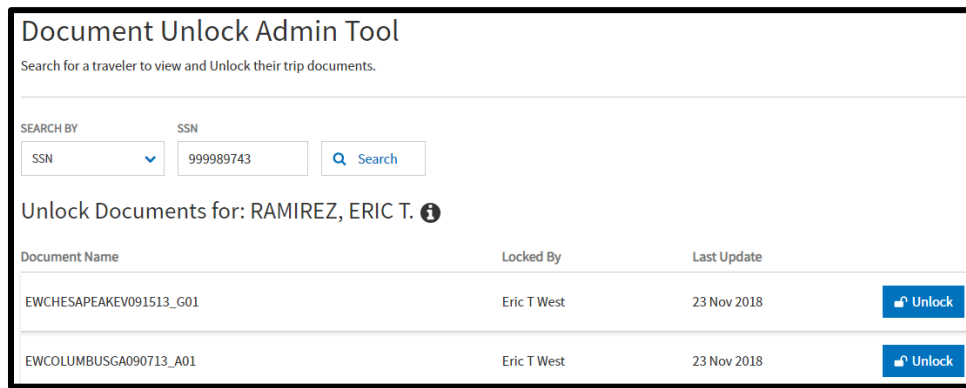 Document Unlock Admin Tool
Search for a traveler to view and Unlock their trip documents.
SEARCH BY SSN
SSN 999989743 Search
Unlock Documents for: RAMIREZ, ERIC T.
Document Name Locked By Last Update
EWCHESAPEAKEV091513_G01 Eric T West 23 Nov 2018 Unlock
EWCOLUMBUSGA090713_A01 Eric T West 23 Nov 2018 Unlock